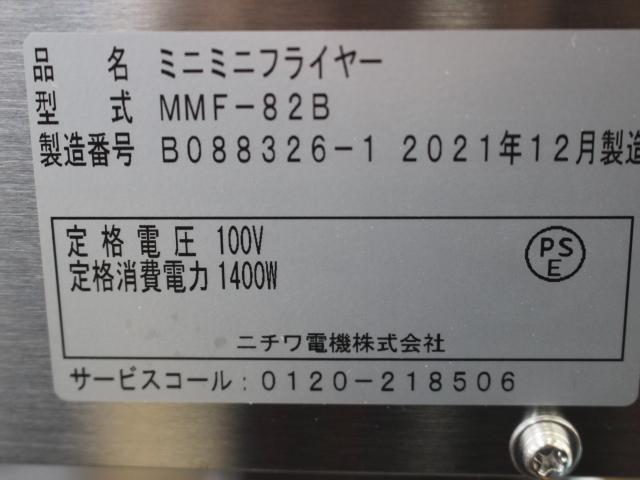 品名 ミニミニフライヤー
型式 MMF-82B
製造番号 B088326-1 2021年12月製造
定格電圧 100V
定格消費電力 1400W
PS
E
ニチワ電機株式会社
サービスコール:0120-218506